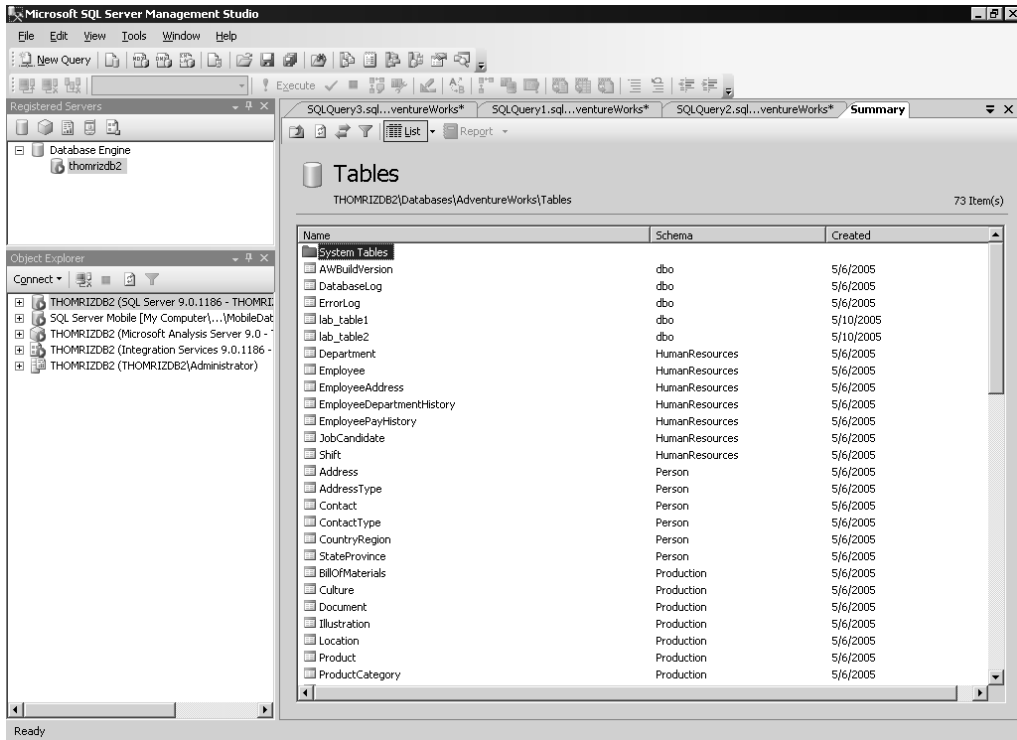 Microsoft SQL Server Management Studio
File Edit View Tools Window Help
New Query
Execute
Registered Servers
Database Engine
thomrizdb2
Object Explorer
Connect
THOMRIZDB2 (SQL Server 9.0.1186 - THOMRIZ
SQL Server Mobile [My Computer\...\MobileDat
THOMRIZDB2 (Microsoft Analysis Server 9.0 -
THOMRIZDB2 (Integration Services 9.0.1186 -
THOMRIZDB2 (THOMRIZDB2\Administrator)
SQLQuery3.sql...ventureWorks* SQLQuery1.sql...ventureWorks* SQLQuery2.sql...ventureWorks* Summary
List Report
Tables
THOMRIZDB2\Databases\AdventureWorks\Tables 73 Item(s)
Name Schema Created
System Tables
AWBuildVersion dbo 5/6/2005
DatabaseLog dbo 5/6/2005
ErrorLog dbo 5/6/2005
lab_table1 dbo 5/10/2005
lab_table2 dbo 5/10/2005
Department HumanResources 5/6/2005
Employee HumanResources 5/6/2005
EmployeeAddress HumanResources 5/6/2005
EmployeeDepartmentHistory HumanResources 5/6/2005
EmployeePayHistory HumanResources 5/6/2005
JobCandidate HumanResources 5/6/2005
Shift HumanResources 5/6/2005
Address Person 5/6/2005
AddressType Person 5/6/2005
Contact Person 5/6/2005
ContactType Person 5/6/2005
CountryRegion Person 5/6/2005
StateProvince Person 5/6/2005
BillOfMaterials Production 5/6/2005
Culture Production 5/6/2005
Document Production 5/6/2005
Illustration Production 5/6/2005
Location Production 5/6/2005
Product Production 5/6/2005
ProductCategory Production 5/6/2005
Ready